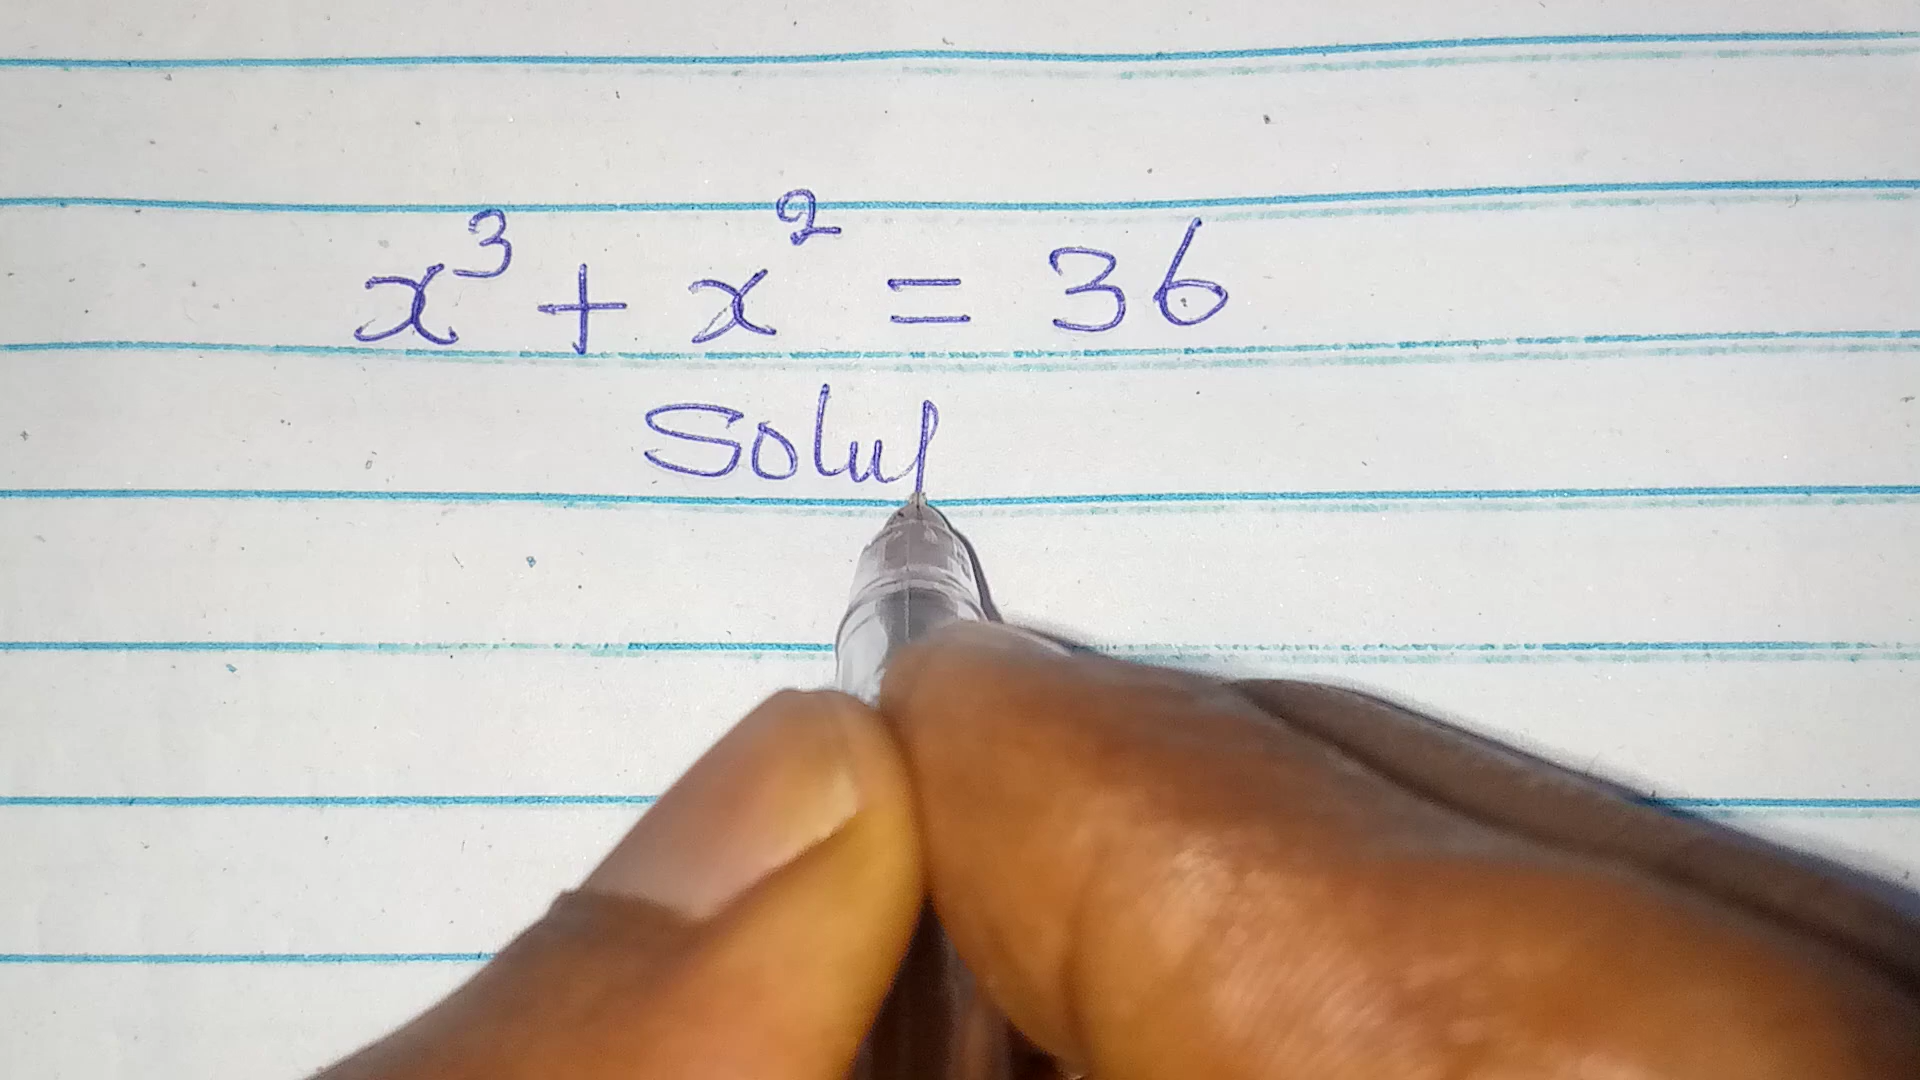 x³ + x² = 36
Solut